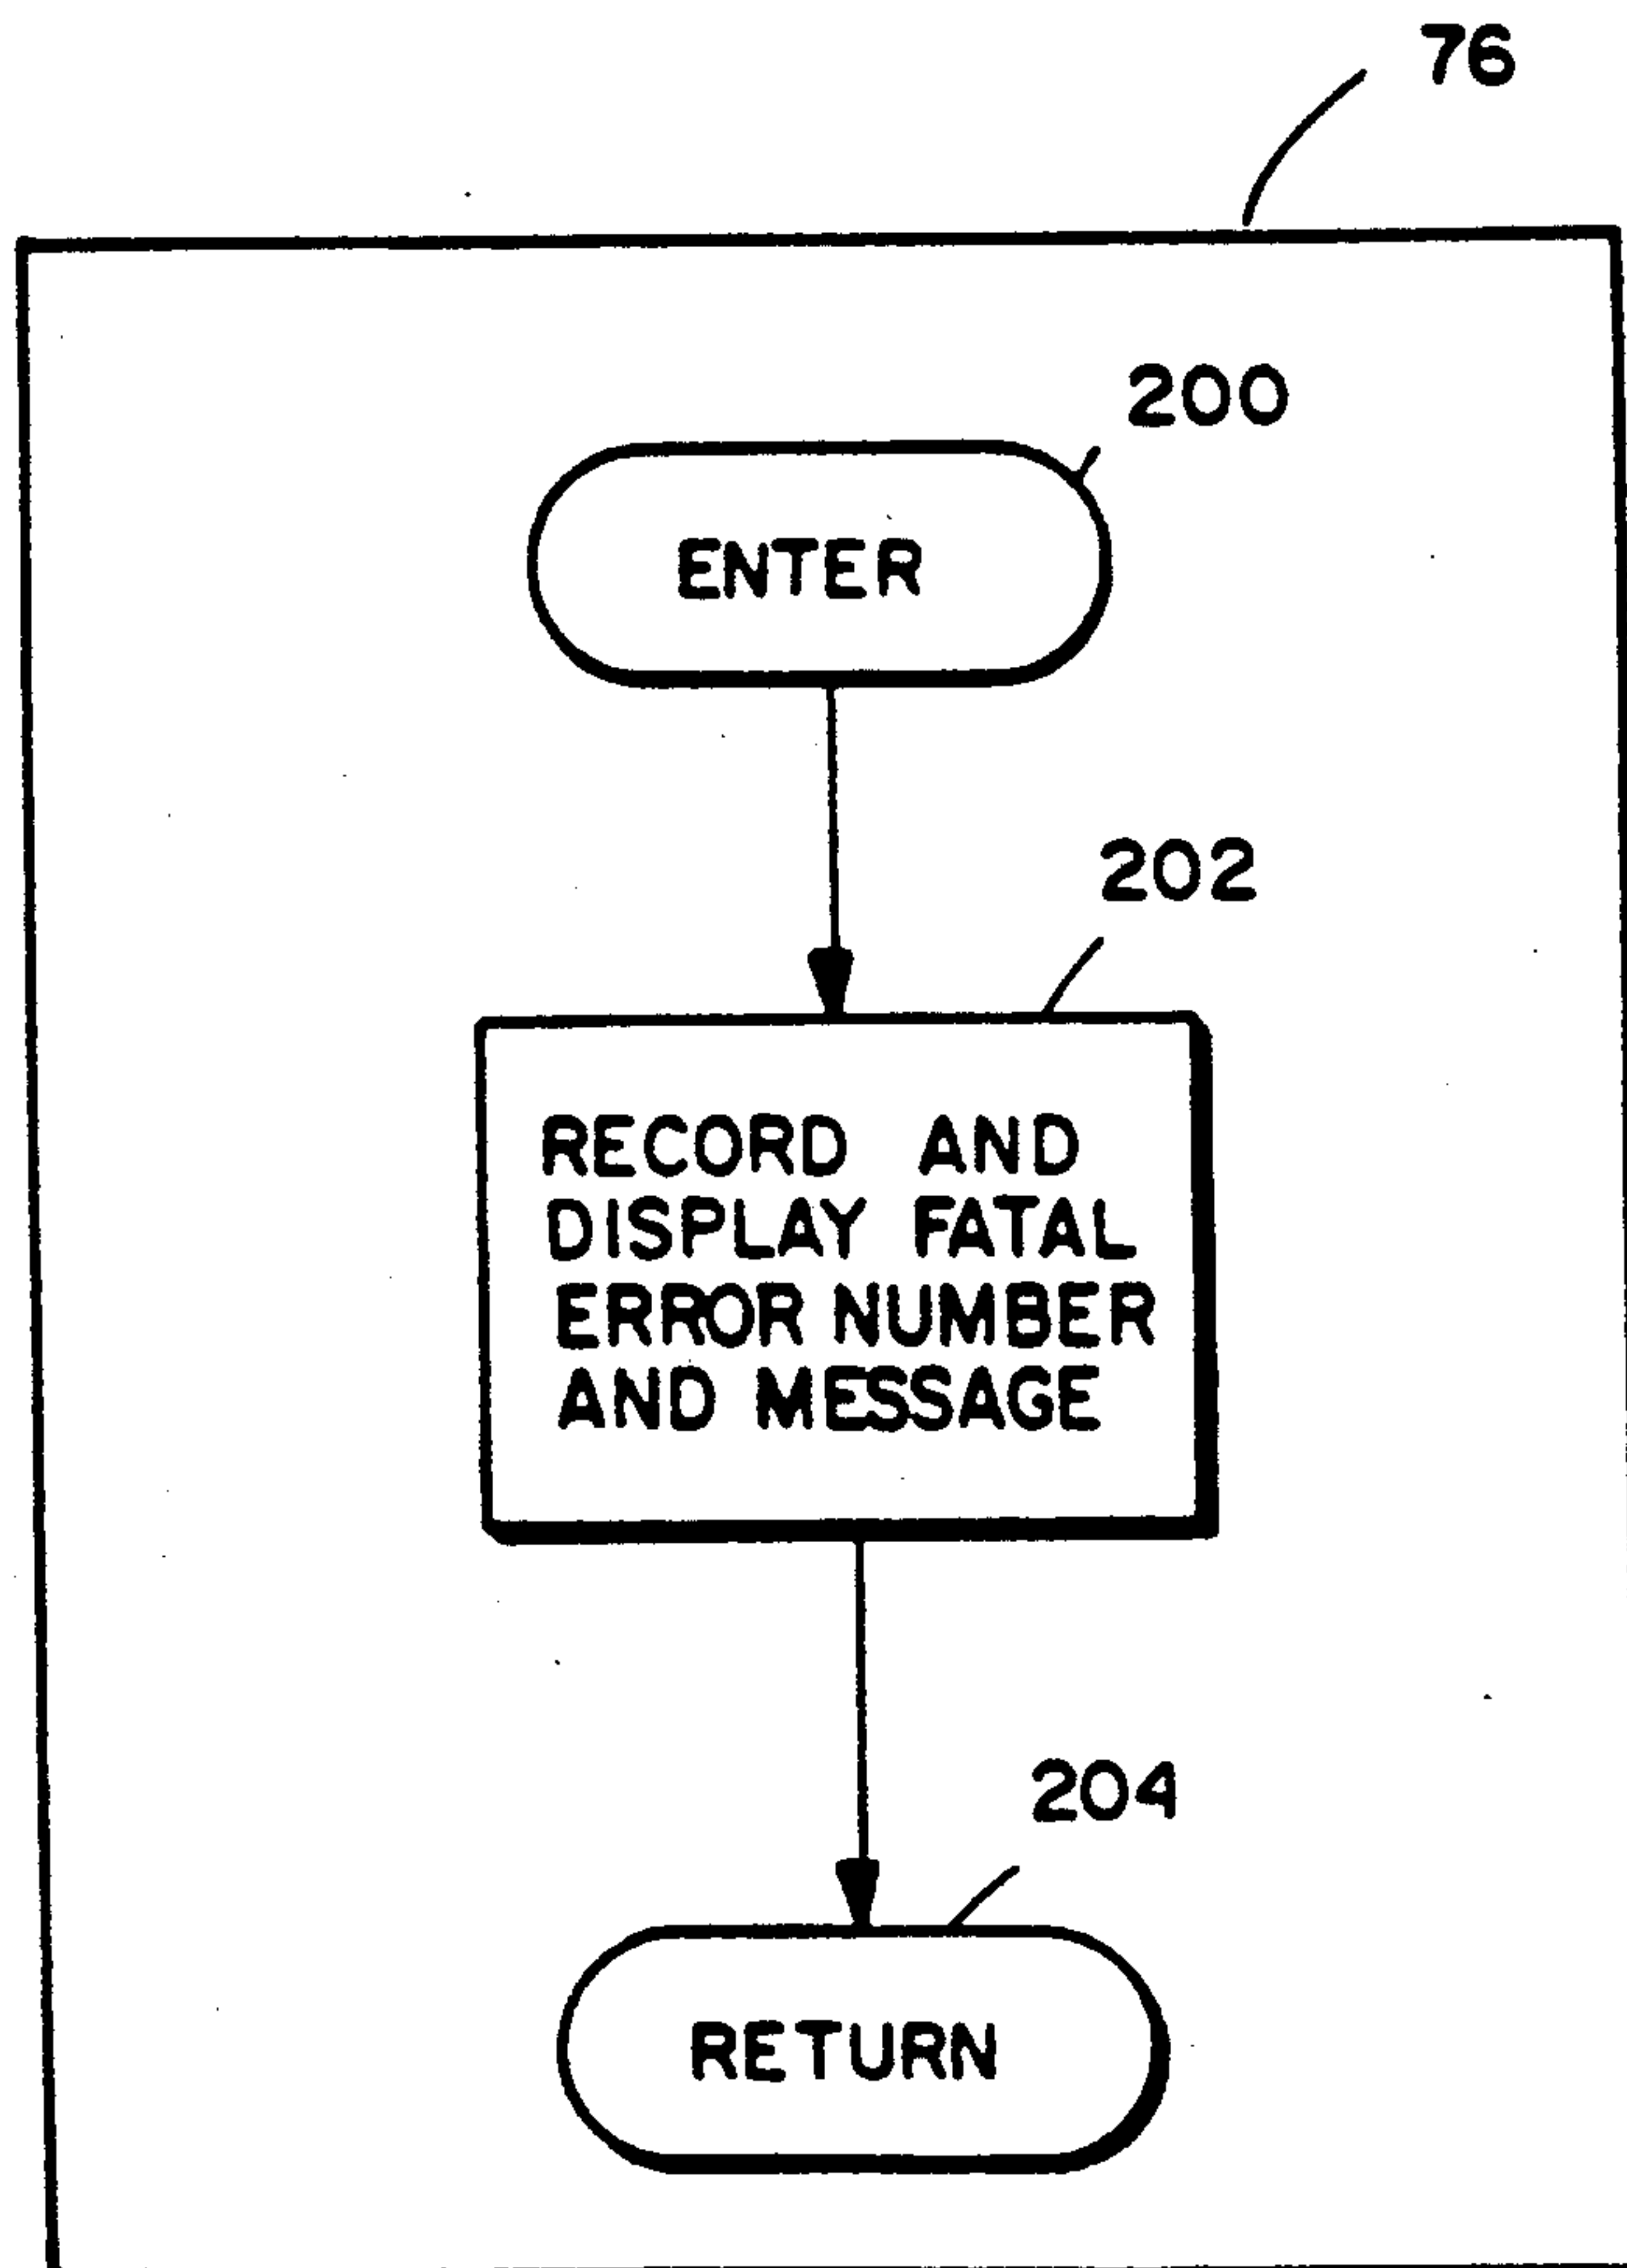 76
200
ENTER
202
RECORD AND
DISPLAY FATAL
ERROR NUMBER
AND MESSAGE
204
RETURN